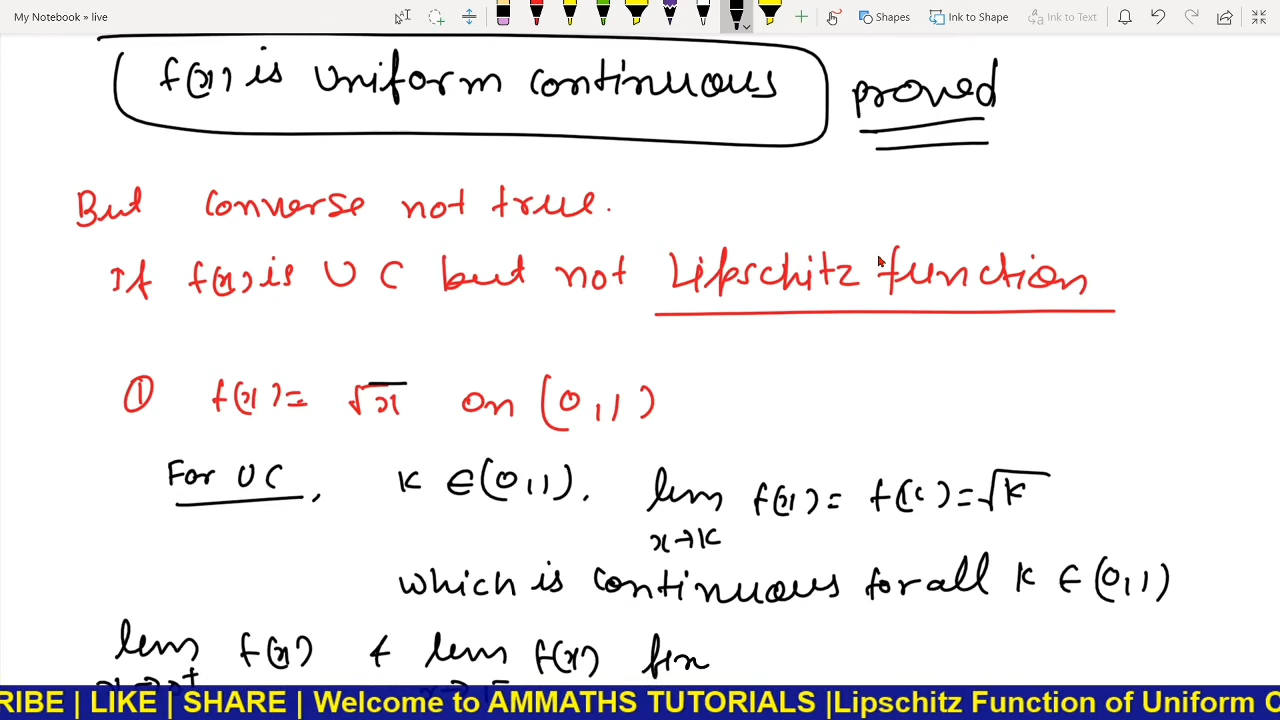 My Notebook » live
Shapes
Ink to Shape
Ink to Text
f(x) is uniform continuous proved
But converse not true.
If f(x) is U C but not Lipschitz function
① f(x) = √x on (0,1)
For UC, k ∈ (0,1). lim f(x) = f(k) = √k
x→k
which is continuous for all k ∈ (0,1)
lim f(x) & lim f(x)
RIBE | LIKE | SHARE | Welcome to AMMATHS TUTORIALS |Lipschitz Function of Uniform C